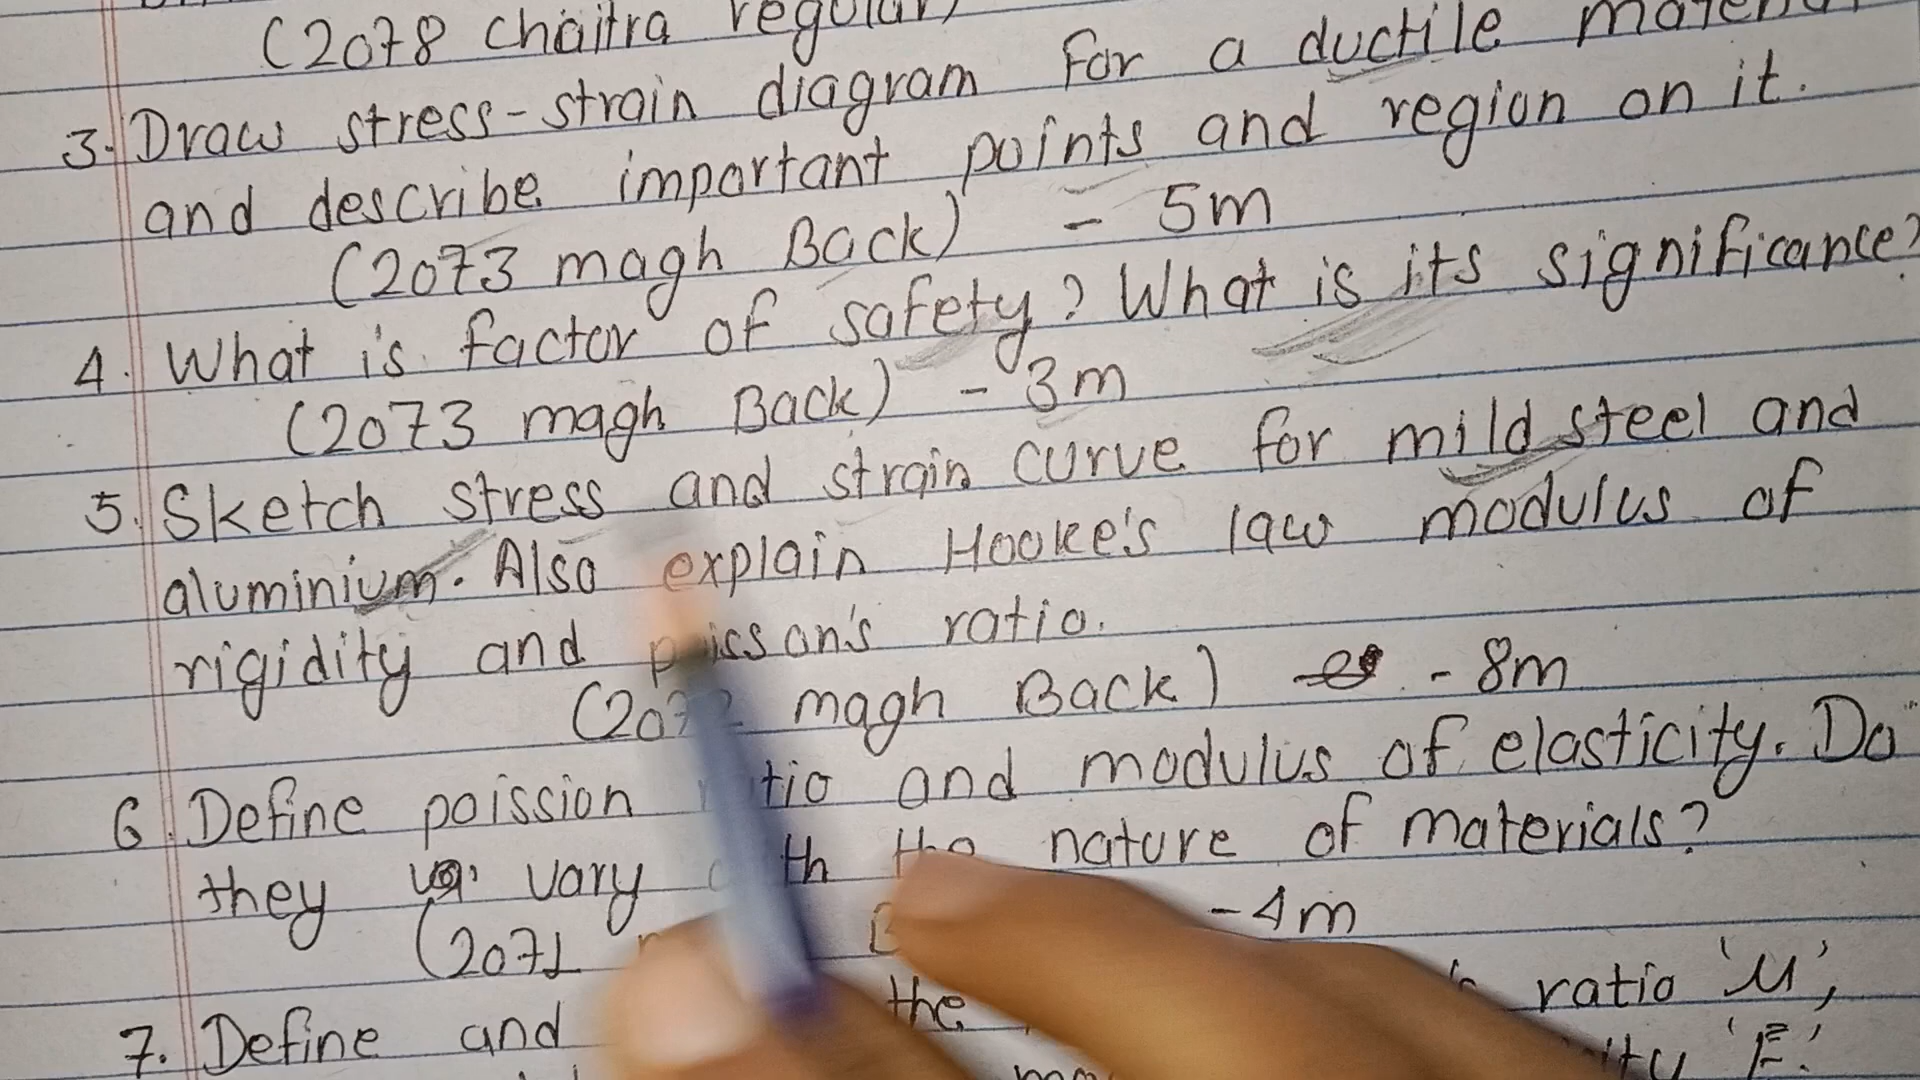 (2078 chaitra regular)
3. Draw stress-strain diagram for a ductile material
and describe important points and region on it.
(2073 magh Back) - 5m
4. What is factor of safety? What is its significance?
(2073 magh Back) - 3m
5. Sketch stress and strain curve for mild steel and
aluminium. Also explain Hooke's law modulus of
rigidity and ratio.
magh Back) - 8m
6. Define poission and modulus of elasticity. Do
they vary the nature of materials?
(2071 - 4m
7. Define and the ratio 'μ',
'E'.